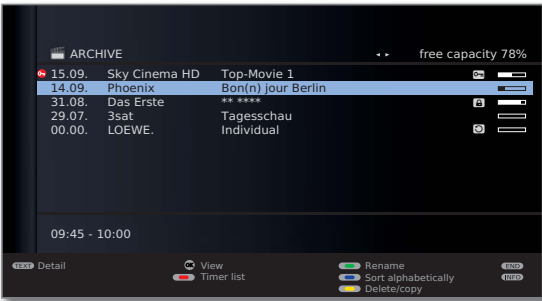 ARCHIVE free capacity 78%
15.09. Sky Cinema HD Top-Movie 1
14.09. Phoenix Bon(n) jour Berlin
31.08. Das Erste ** ****
29.07. 3sat Tagesschau
00.00. LOEWE. Individual
09:45 - 10:00
TEXT Detail OK View Rename END
Timer list Sort alphabetically INFO
Delete/copy